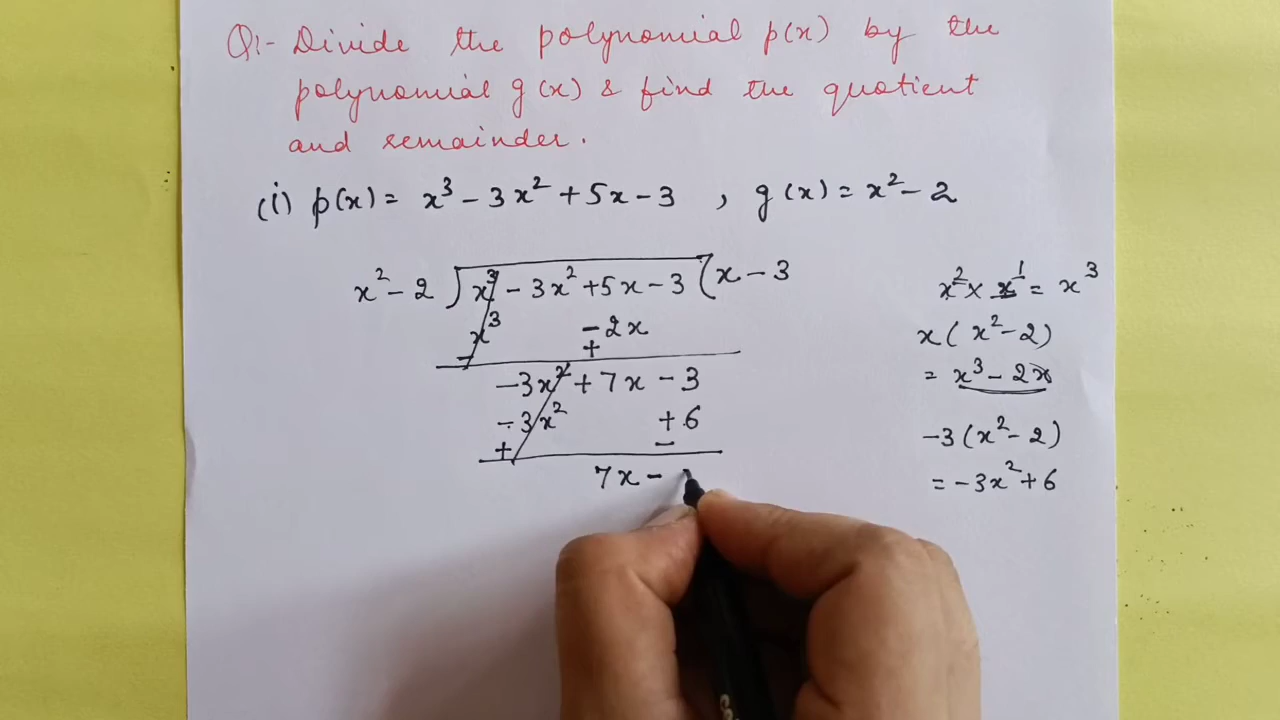 Q1- Divide the polynomial p(x) by the
polynomial g(x) & find the quotient
and remainder.
(i) p(x) = x³ - 3x² + 5x - 3 , g(x) = x² - 2
x² - 2 ) x³ - 3x² + 5x - 3 ( x - 3
x³ - 2x
- +
-3x² + 7x - 3
-3x² + 6
+ -
7x -
x² × x¹ = x³
x(x² - 2)
= x³ - 2x
-3(x² - 2)
= -3x² + 6